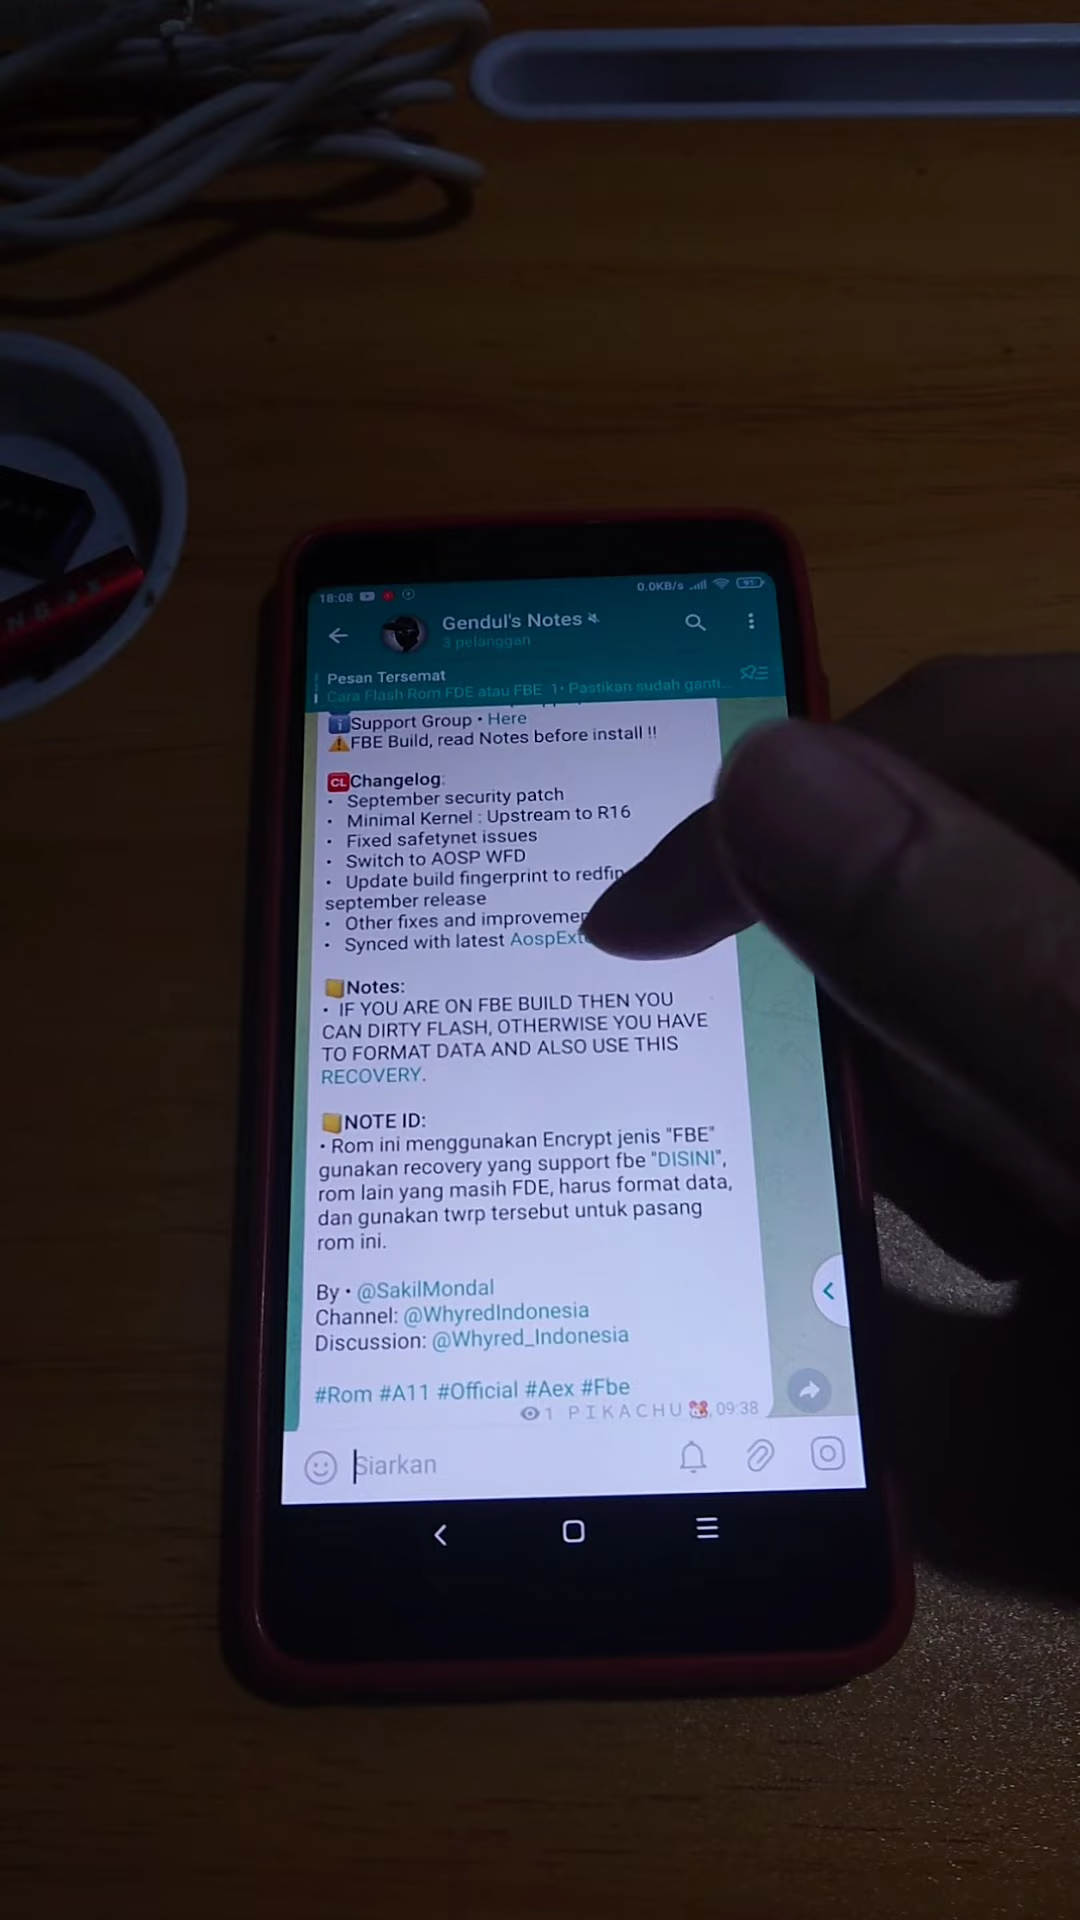 18:08
0.0KB/s
91
Gendul's Notes
3 pelanggan
Pesan Tersemat
Cara Flash Rom FDE atau FBE 1• Pastikan sudah ganti...
Support Group • Here
FBE Build, read Notes before install !!
CL Changelog:
• September security patch
• Minimal Kernel : Upstream to R16
• Fixed safetynet issues
• Switch to AOSP WFD
• Update build fingerprint to redfin
september release
• Other fixes and improvemen
• Synced with latest AospExte
Notes:
• IF YOU ARE ON FBE BUILD THEN YOU
CAN DIRTY FLASH, OTHERWISE YOU HAVE
TO FORMAT DATA AND ALSO USE THIS
RECOVERY.
NOTE ID:
• Rom ini menggunakan Encrypt jenis "FBE"
gunakan recovery yang support fbe "DISINI",
rom lain yang masih FDE, harus format data,
dan gunakan twrp tersebut untuk pasang
rom ini.
By • @SakilMondal
Channel: @WhyredIndonesia
Discussion: @Whyred_Indonesia
#Rom #A11 #Official #Aex #Fbe
1 PIKACHU 09:38
Siarkan